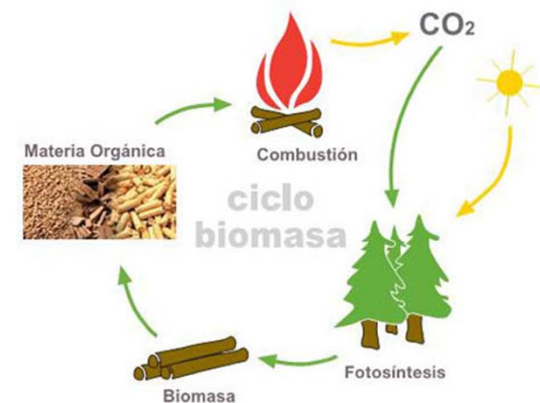 CO₂
Materia Orgánica
Combustión
ciclo
biomasa
Fotosíntesis
Biomasa